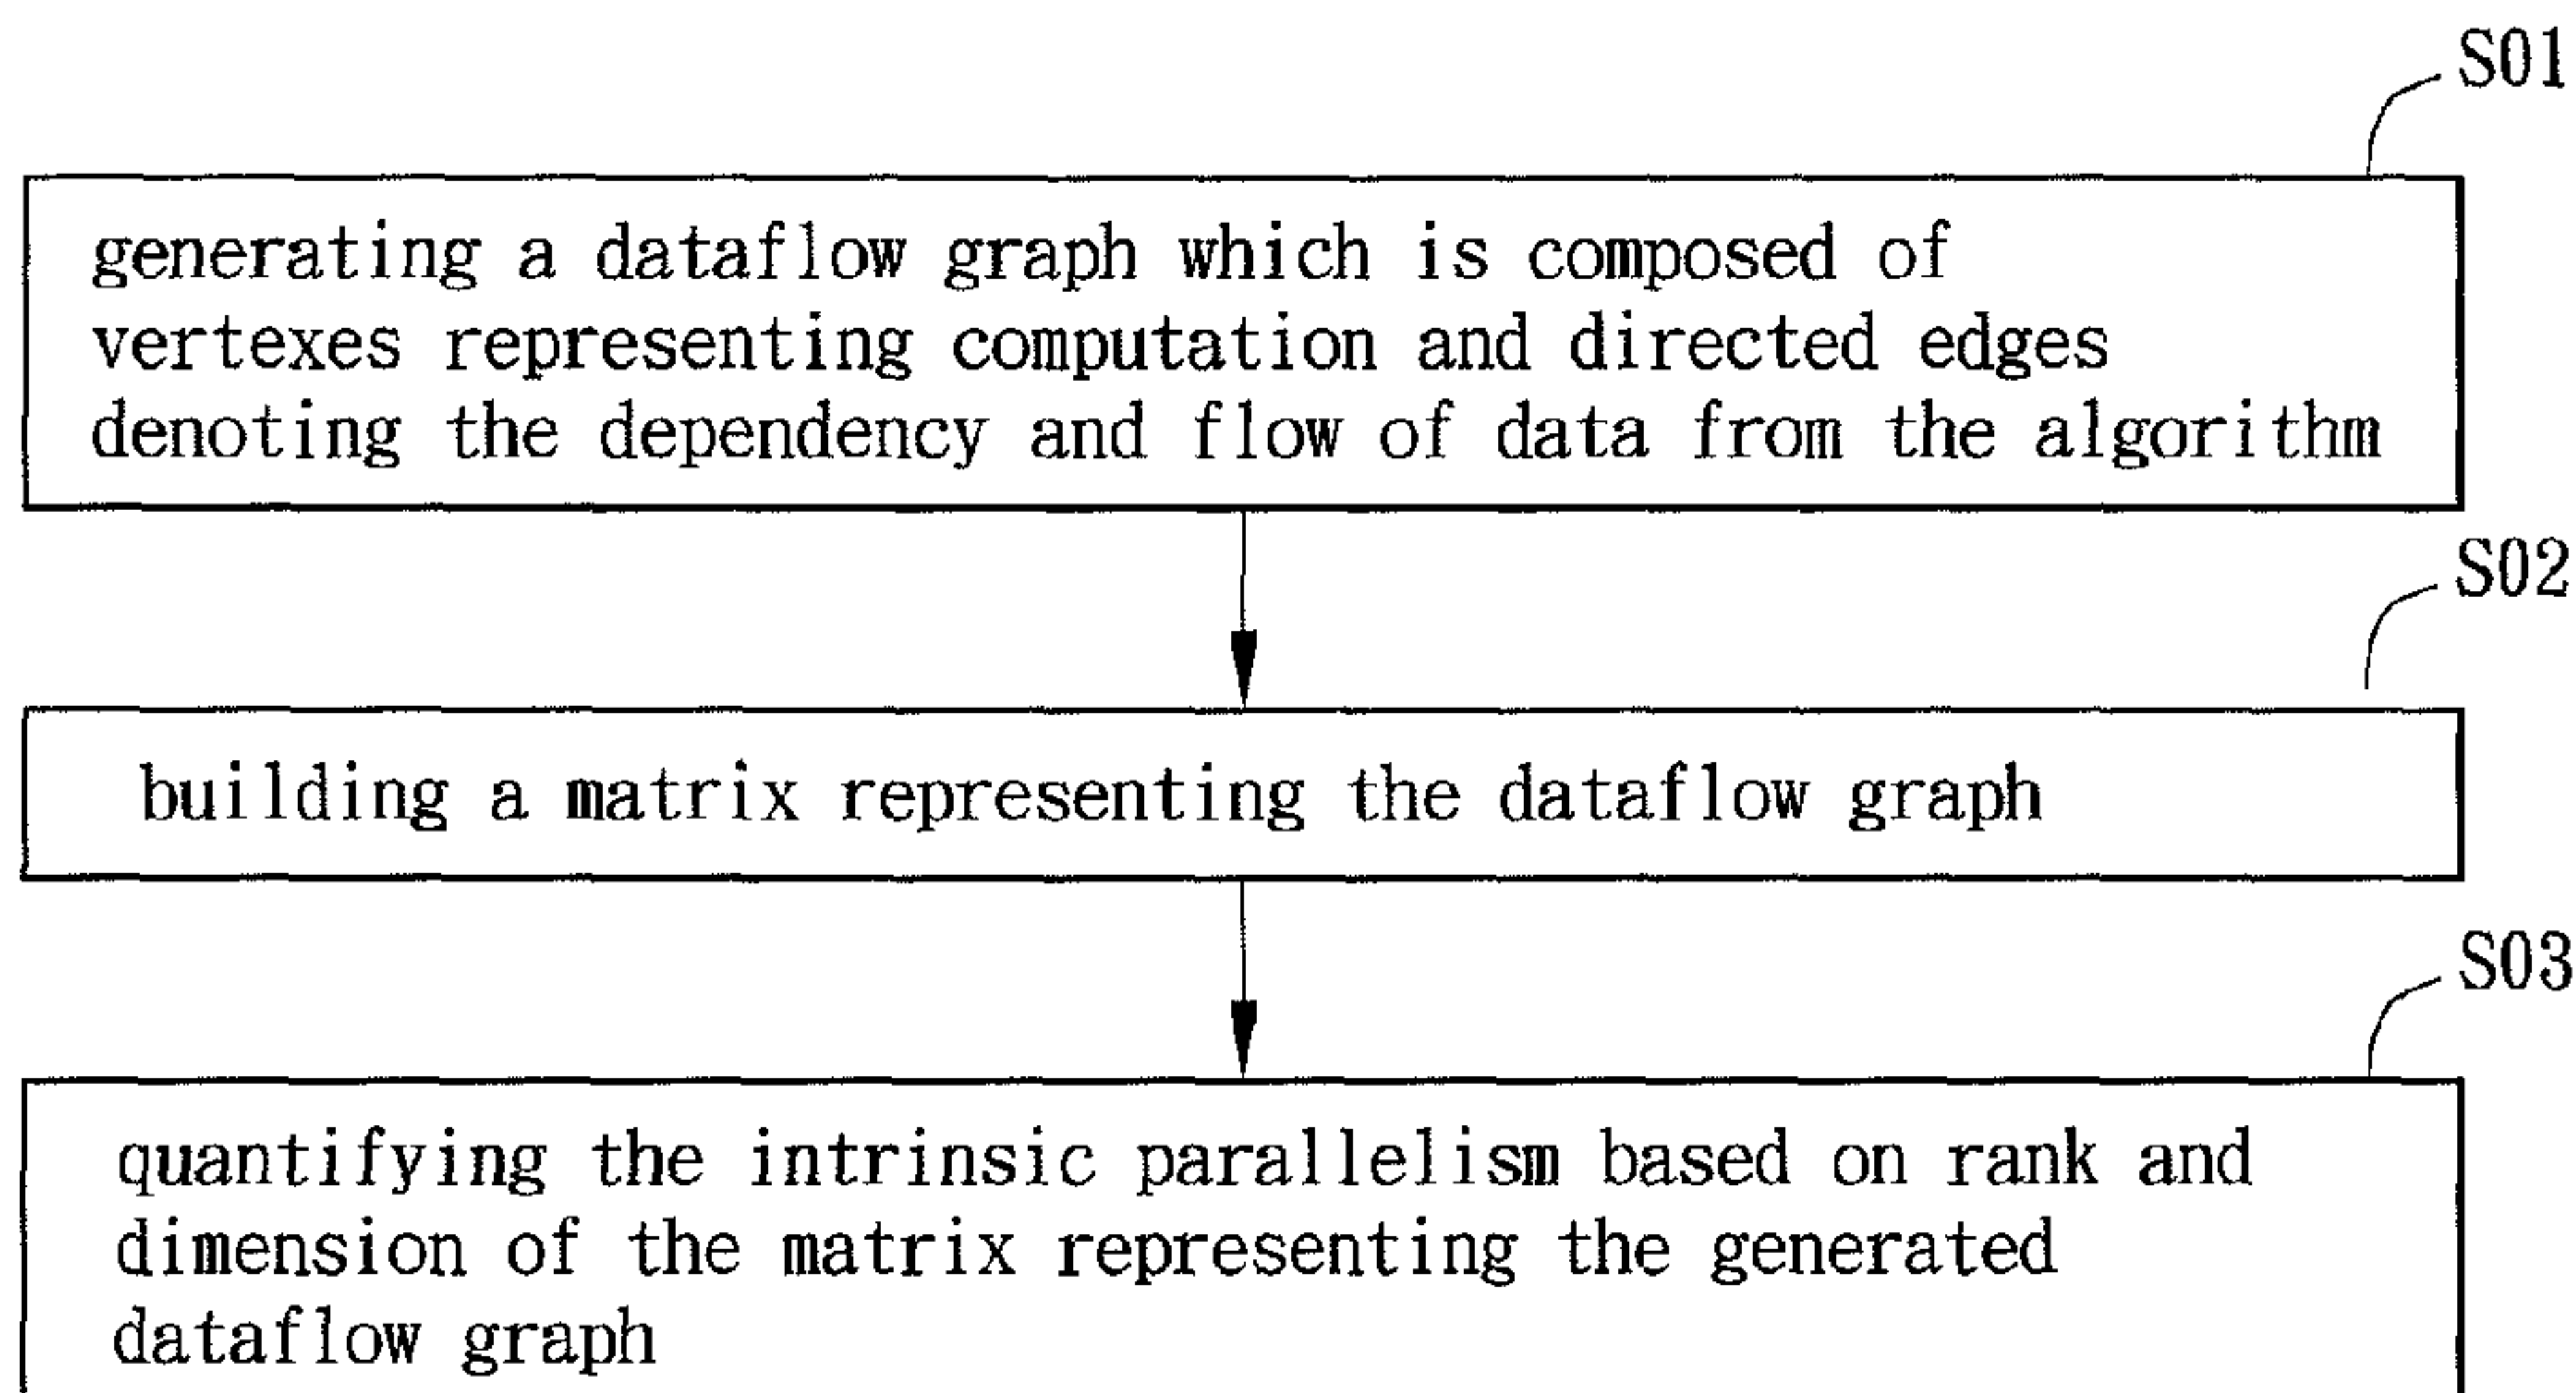 S01
generating a dataflow graph which is composed of
vertexes representing computation and directed edges
denoting the dependency and flow of data from the algorithm
S02
building a matrix representing the dataflow graph
S03
quantifying the intrinsic parallelism based on rank and
dimension of the matrix representing the generated
dataflow graph